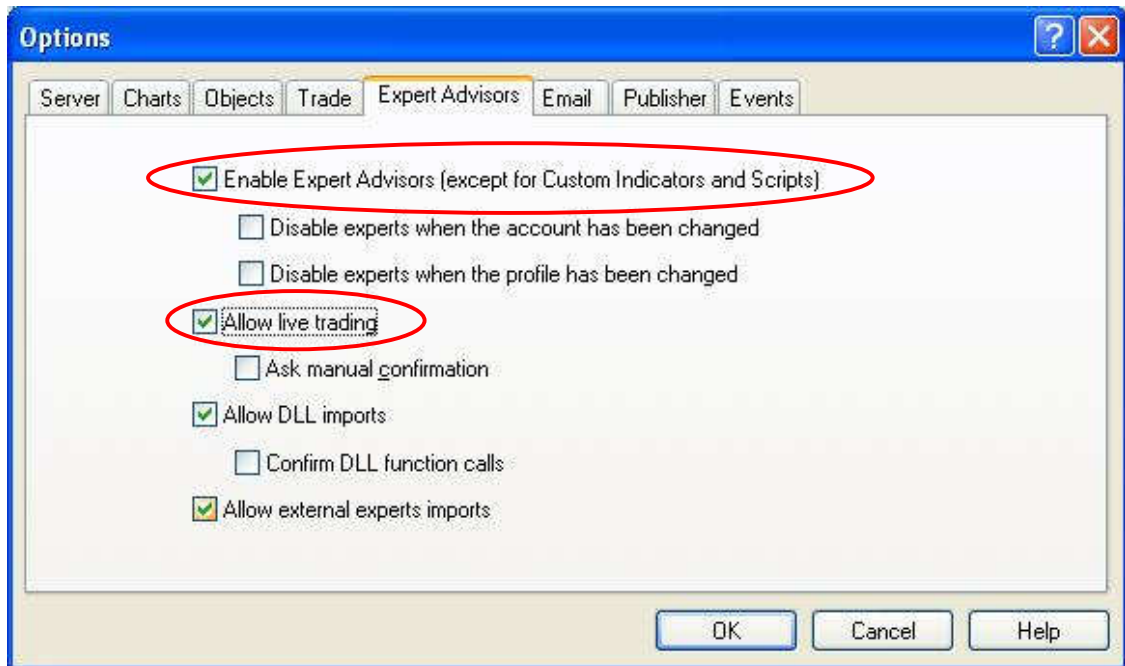 Options
Server Charts Objects Trade Expert Advisors Email Publisher Events
Enable Expert Advisors (except for Custom Indicators and Scripts)
Disable experts when the account has been changed
Disable experts when the profile has been changed
Allow live trading
Ask manual confirmation
Allow DLL imports
Confirm DLL function calls
Allow external experts imports
OK Cancel Help